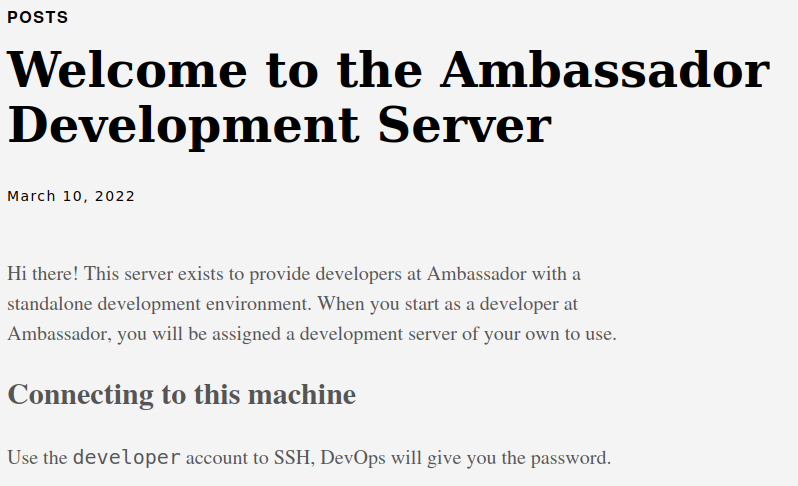 POSTS
Welcome to the Ambassador
Development Server
March 10, 2022
Hi there! This server exists to provide developers at Ambassador with a
standalone development environment. When you start as a developer at
Ambassador, you will be assigned a development server of your own to use.
Connecting to this machine
Use the developer account to SSH, DevOps will give you the password.